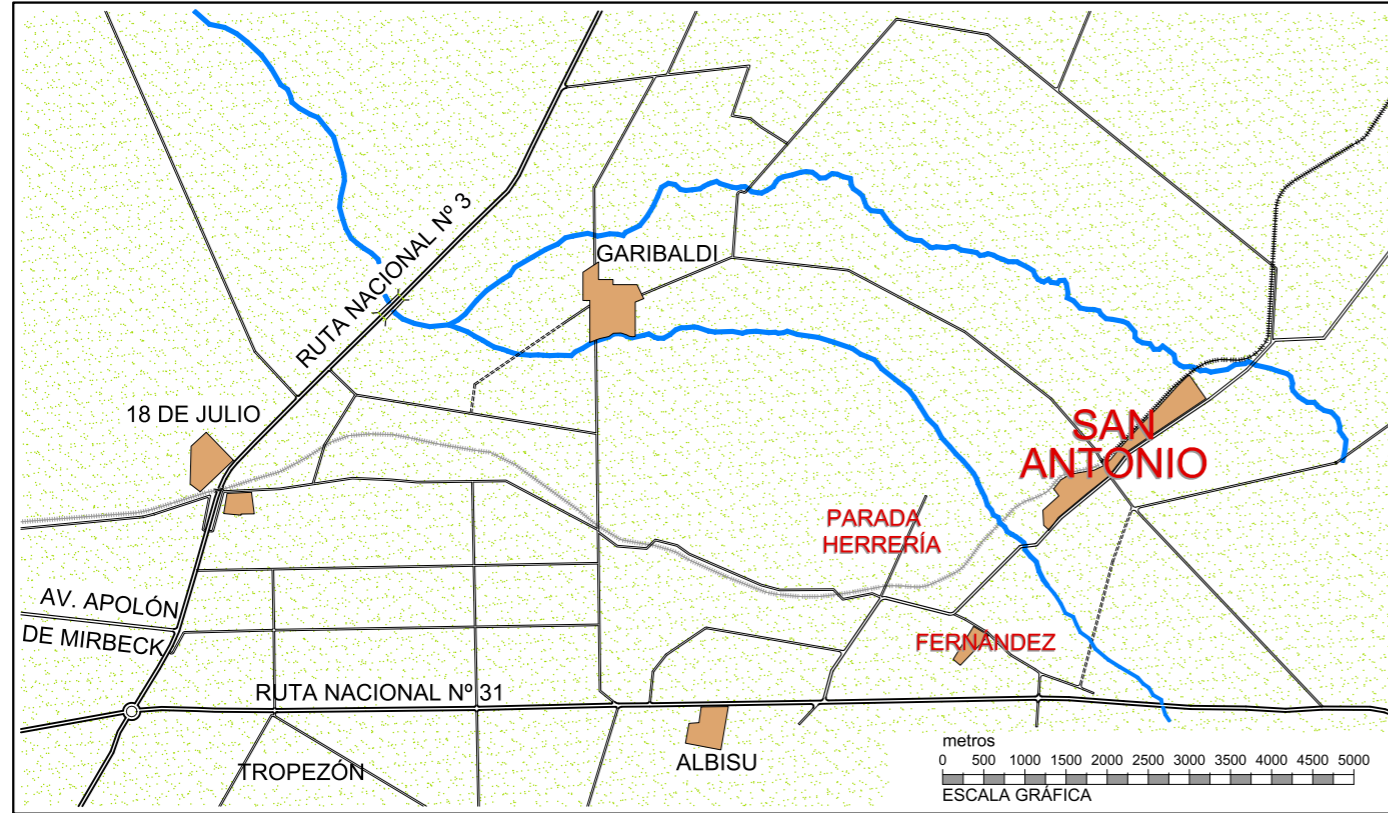 RUTA NACIONAL Nº 3
GARIBALDI
18 DE JULIO
SAN
ANTONIO
PARADA
HERRERÍA
AV. APOLÓN
DE MIRBECK
FERNÁNDEZ
RUTA NACIONAL Nº 31
TROPEZÓN
ALBISU
metros
0 500 1000 1500 2000 2500 3000 3500 4000 4500 5000
ESCALA GRÁFICA